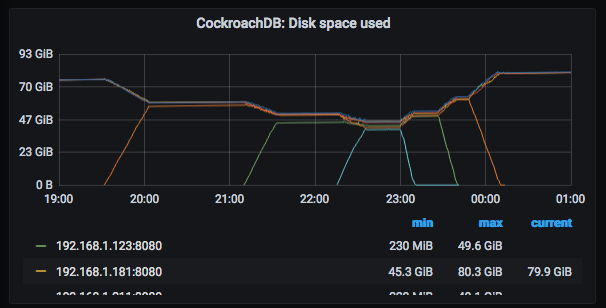 CockroachDB: Disk space used
93 GiB
70 GiB
47 GiB
23 GiB
0 B
19:00 20:00 21:00 22:00 23:00 00:00 01:00
min max current
192.168.1.123:8080 230 MiB 49.6 GiB
192.168.1.181:8080 45.3 GiB 80.3 GiB 79.9 GiB